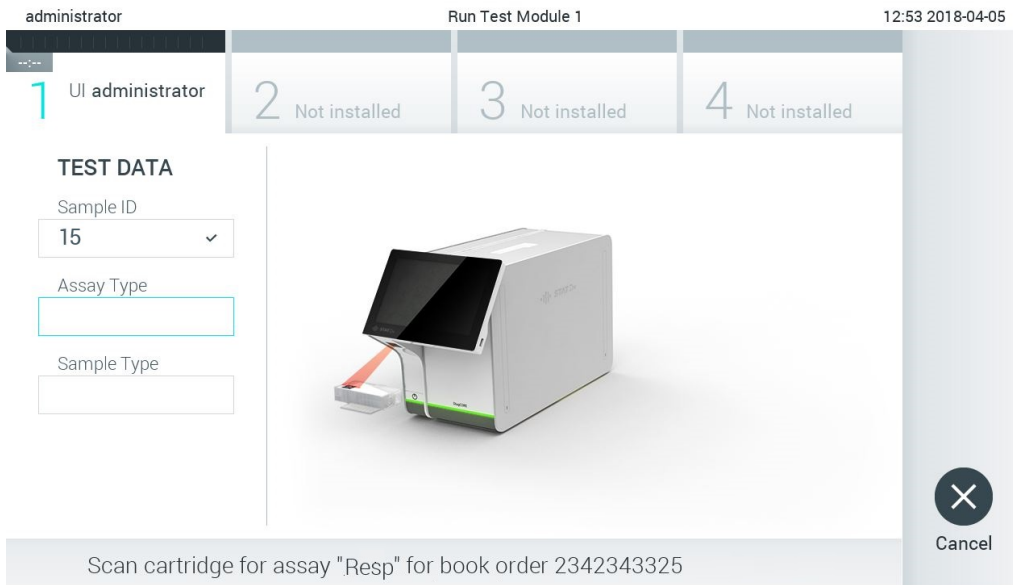 administrator Run Test Module 1 12:53 2018-04-05
--:--
1 UI administrator 2 Not installed 3 Not installed 4 Not installed
TEST DATA
Sample ID
15
Assay Type
Sample Type
Cancel
Scan cartridge for assay "Resp" for book order 2342343325